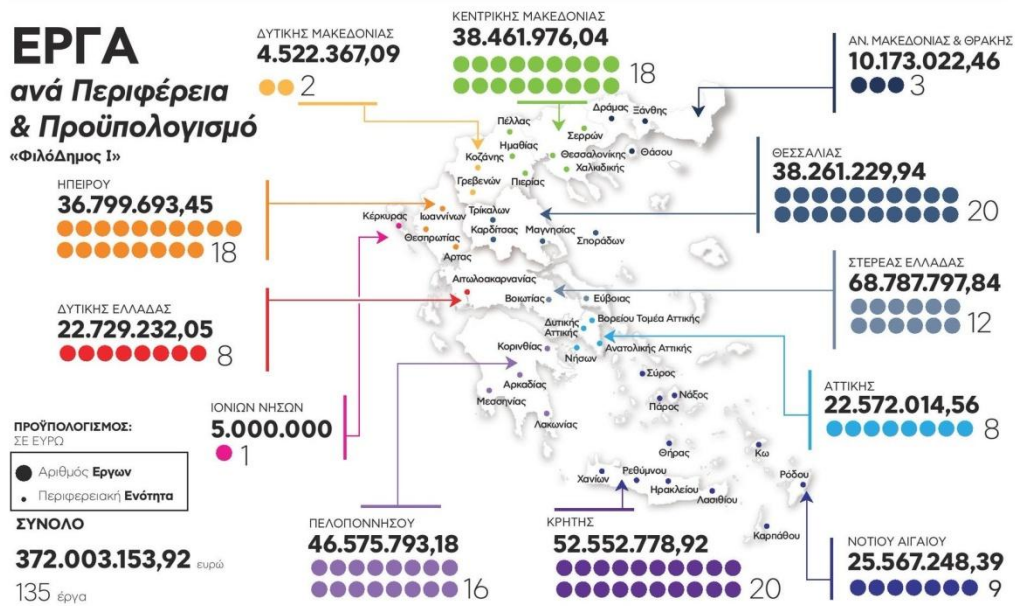 ΕΡΓΑ
ανά Περιφέρεια
& Προϋπολογισμό
«ΦιλόΔημος Ι»
ΔΥΤΙΚΗΣ ΜΑΚΕΔΟΝΙΑΣ
4.522.367,09
2
ΚΕΝΤΡΙΚΗΣ ΜΑΚΕΔΟΝΙΑΣ
38.461.976,04
18
ΑΝ. ΜΑΚΕΔΟΝΙΑΣ & ΘΡΑΚΗΣ
10.173.022,46
3
ΗΠΕΙΡΟΥ
36.799.693,45
18
ΘΕΣΣΑΛΙΑΣ
38.261.229,94
20
ΔΥΤΙΚΗΣ ΕΛΛΑΔΑΣ
22.729.232,05
8
ΣΤΕΡΕΑΣ ΕΛΛΑΔΑΣ
68.787.797,84
12
ΙΟΝΙΩΝ ΝΗΣΩΝ
5.000.000
1
ΑΤΤΙΚΗΣ
22.572.014,56
8
Δράμας Ξάνθης
Πέλλας
Σερρών
Ημαθίας
Κοζάνης
Θεσσαλονίκης
Θάσου
Χαλκιδικής
Πιερίας
Γρεβενών
Κέρκυρας
Ιωαννίνων
Τρίκαλων
Θεσπρωτίας
Καρδίτσας
Μαγνησίας
Σποράδων
Άρτας
Αιτωλοακαρνανίας
Βοιωτίας
Εύβοιας
Βορείου Τομέα Αττικής
Δυτικής
Αττικής
Ανατολικής Αττικής
Κορινθίας
Νήσων
Σύρος
Αρκαδίας
Μεσσηνίας
Νάξος
Πάρος
Λακωνίας
Θήρας
Κω
Ρόδου
Χανίων
Ρεθύμνου
Ηρακλείου
Λασιθίου
Καρπάθου
ΠΡΟΫΠΟΛΟΓΙΣΜΟΣ:
ΣΕ ΕΥΡΩ
Αριθμός Εργων
Περιφερειακή Ενότητα
ΣΥΝΟΛΟ
372.003.153,92 ευρώ
135 έργα
ΠΕΛΟΠΟΝΝΗΣΟΥ
46.575.793,18
16
ΚΡΗΤΗΣ
52.552.778,92
20
ΝΟΤΙΟΥ ΑΙΓΑΙΟΥ
25.567.248,39
9